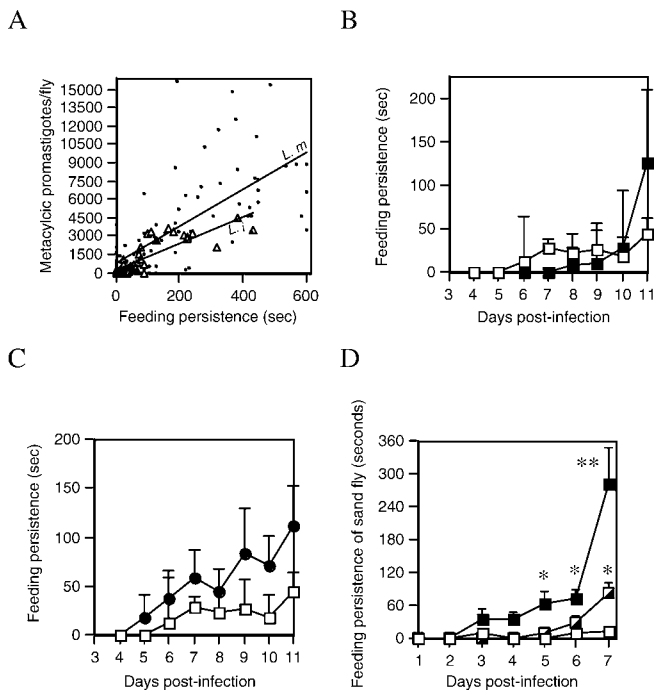 A
Metacylcic promastigotes/fly
15000
13500
12000
10500
9000
7500
6000
4500
3000
1500
0
L. m
L. i
0 200 400 600
Feeding persistence (sec)
B
Feeding persistence (sec)
200
150
100
50
0
3 4 5 6 7 8 9 10 11
Days post-infection
C
Feeding persistence (sec)
200
150
100
50
0
3 4 5 6 7 8 9 10 11
Days post-infection
D
Feeding persistence of sand fly (seconds)
360
300
240
180
120
60
0
**
* * *
1 2 3 4 5 6 7
Days post-infection